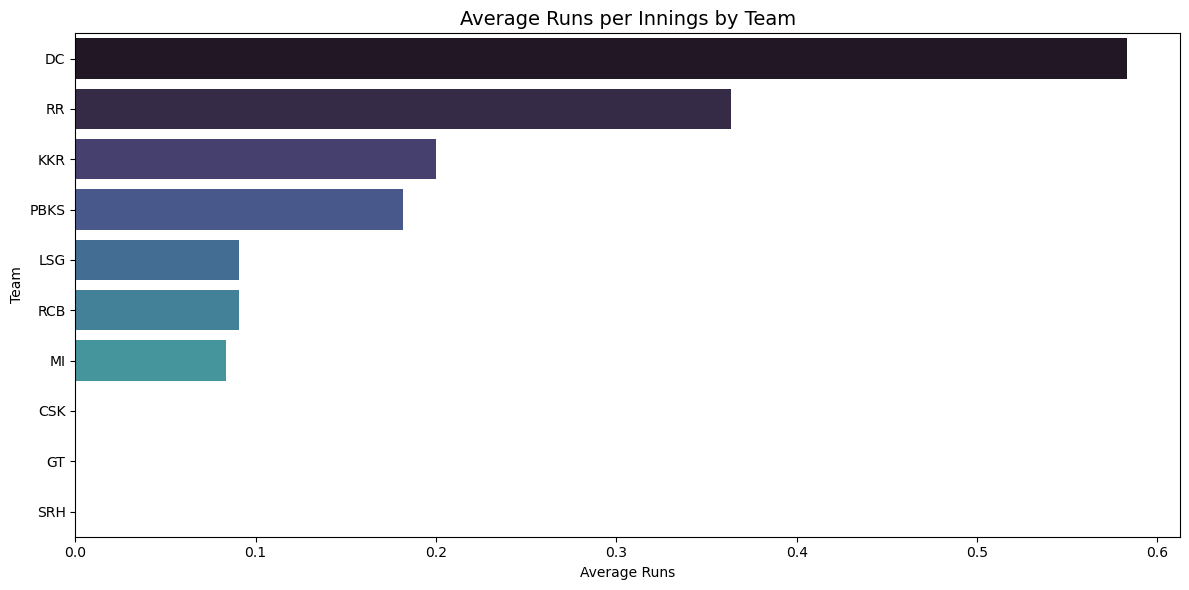 Average Runs per Innings by Team
Team
DC
RR
KKR
PBKS
LSG
RCB
MI
CSK
GT
SRH
0.0 0.1 0.2 0.3 0.4 0.5 0.6
Average Runs